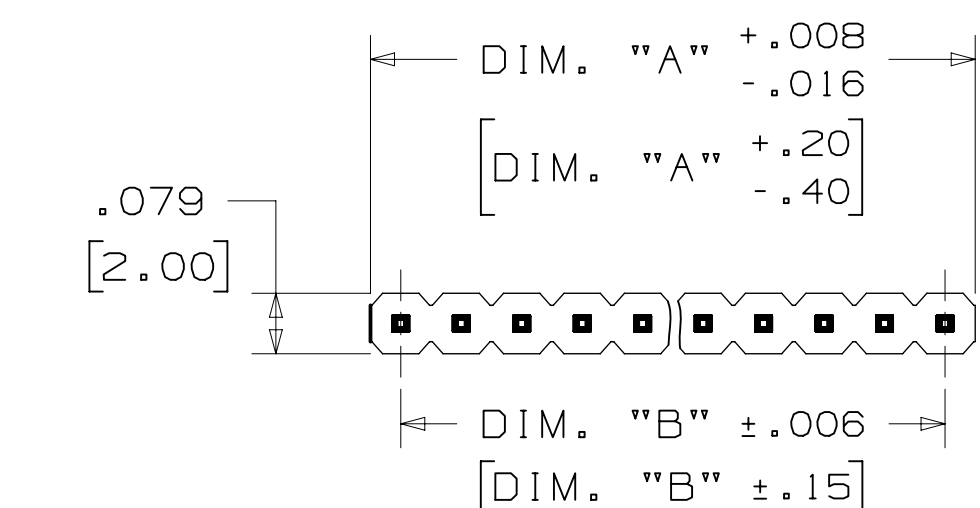 DIM. "A" +.008
-.016
[DIM. "A" +.20
-.40]
.079
[2.00]
DIM. "B" ±.006
[DIM. "B" ±.15]